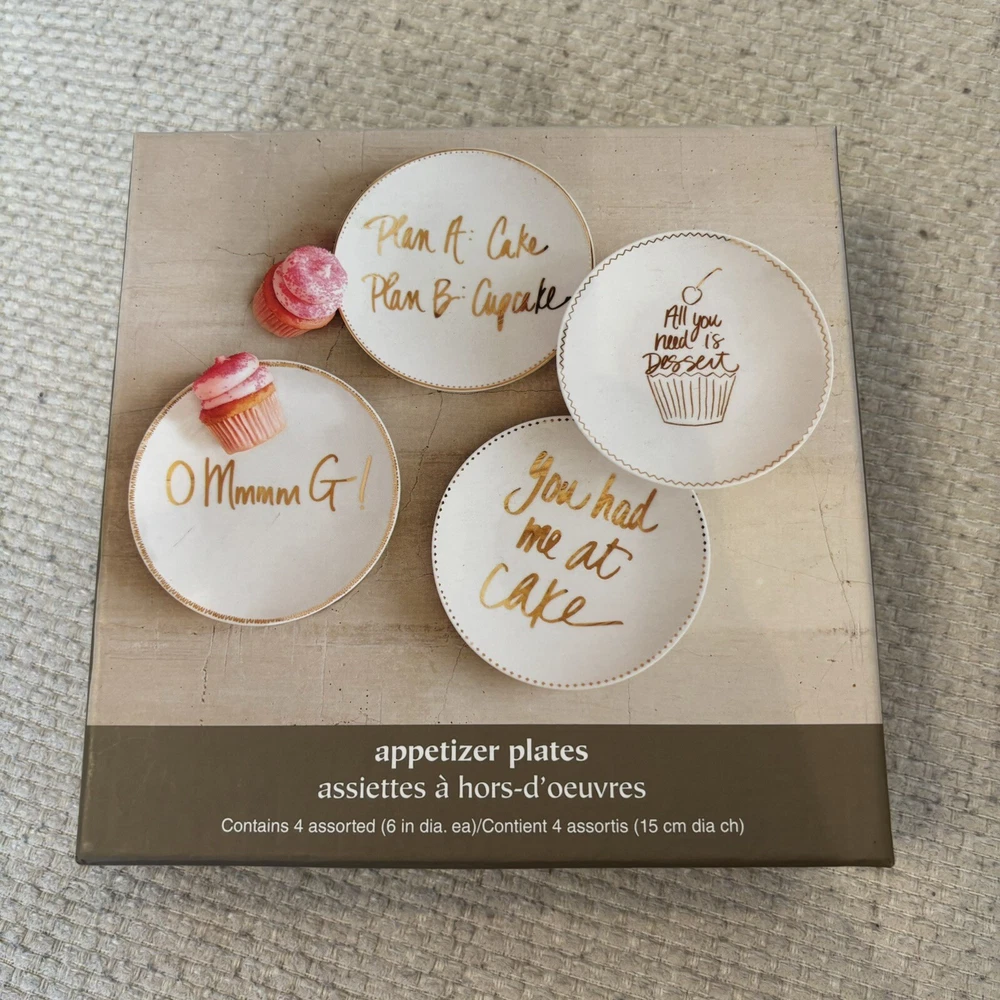 Plan A: Cake
Plan B: Cupcake
All you
need is
Dessert
O Mmmm G!
You had
me at
Cake
appetizer plates
assiettes à hors-d'oeuvres
Contains 4 assorted (6 in dia. ea)/Contient 4 assortis (15 cm dia ch)